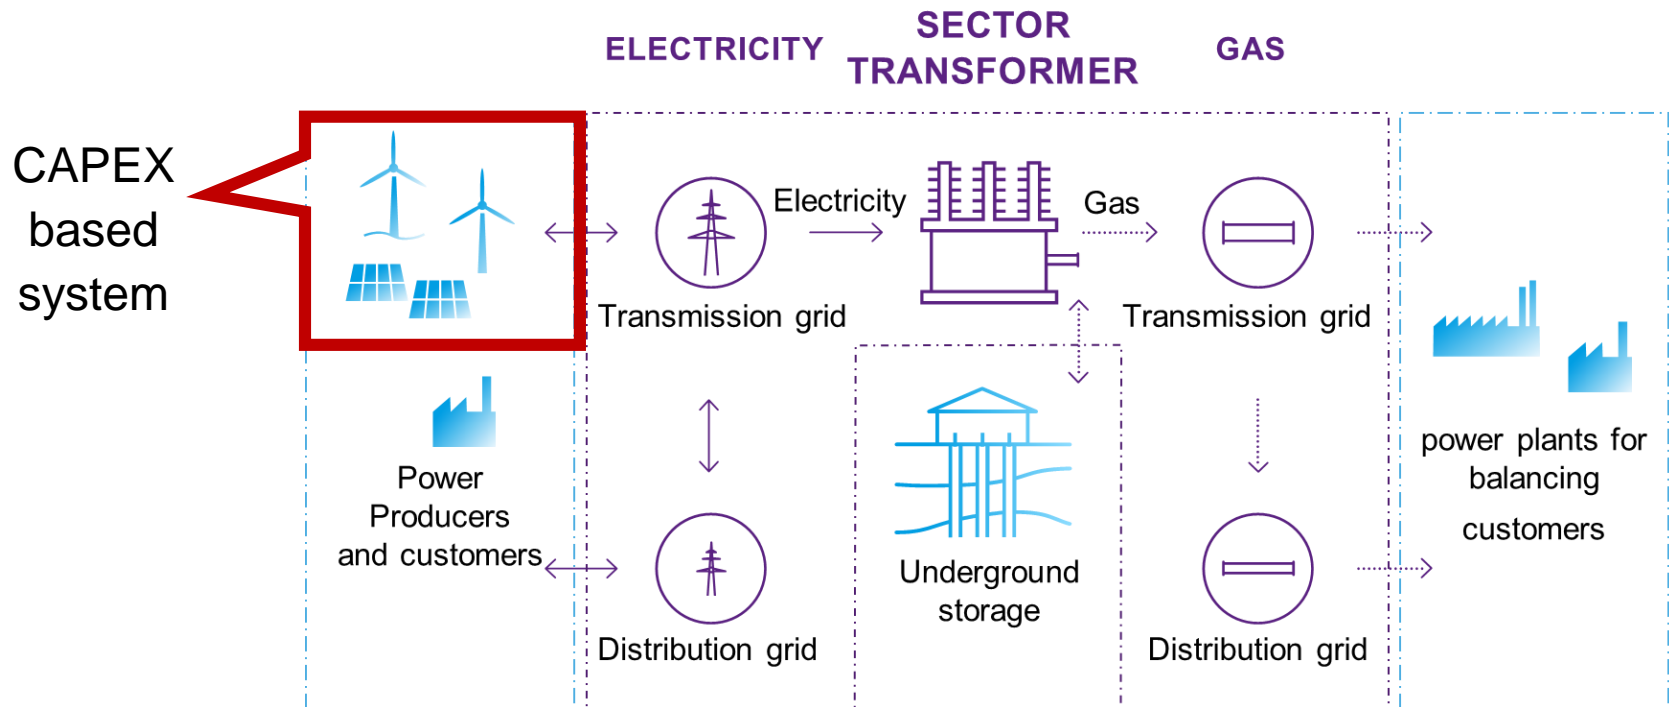 ELECTRICITY
SECTOR
TRANSFORMER
GAS
CAPEX
based
system
Electricity
Gas
Transmission grid
Transmission grid
Power
Producers
and customers
Underground
storage
power plants for
balancing
customers
Distribution grid
Distribution grid